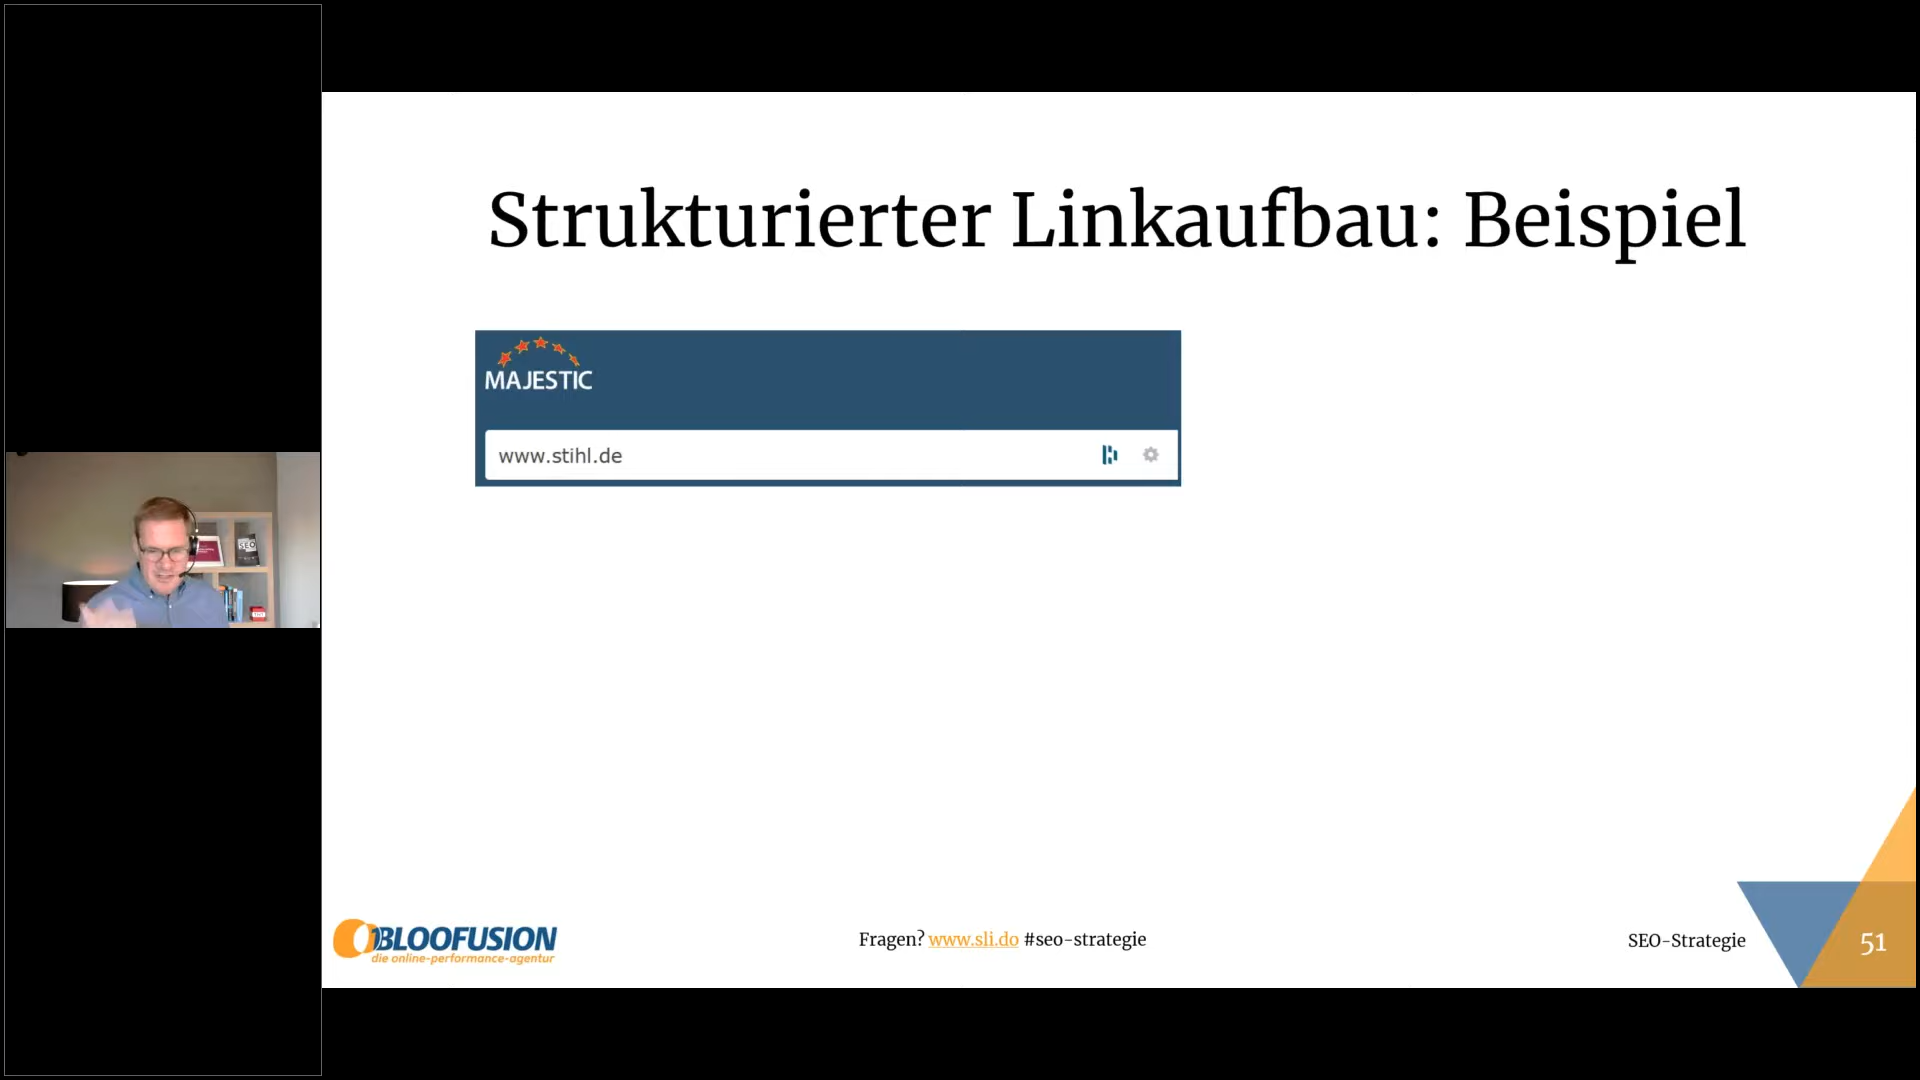 Strukturierter Linkaufbau: Beispiel
MAJESTIC
www.stihl.de
SEO
BLOOFUSION
die online-performance-agentur
Fragen? www.sli.do #seo-strategie
SEO-Strategie
51